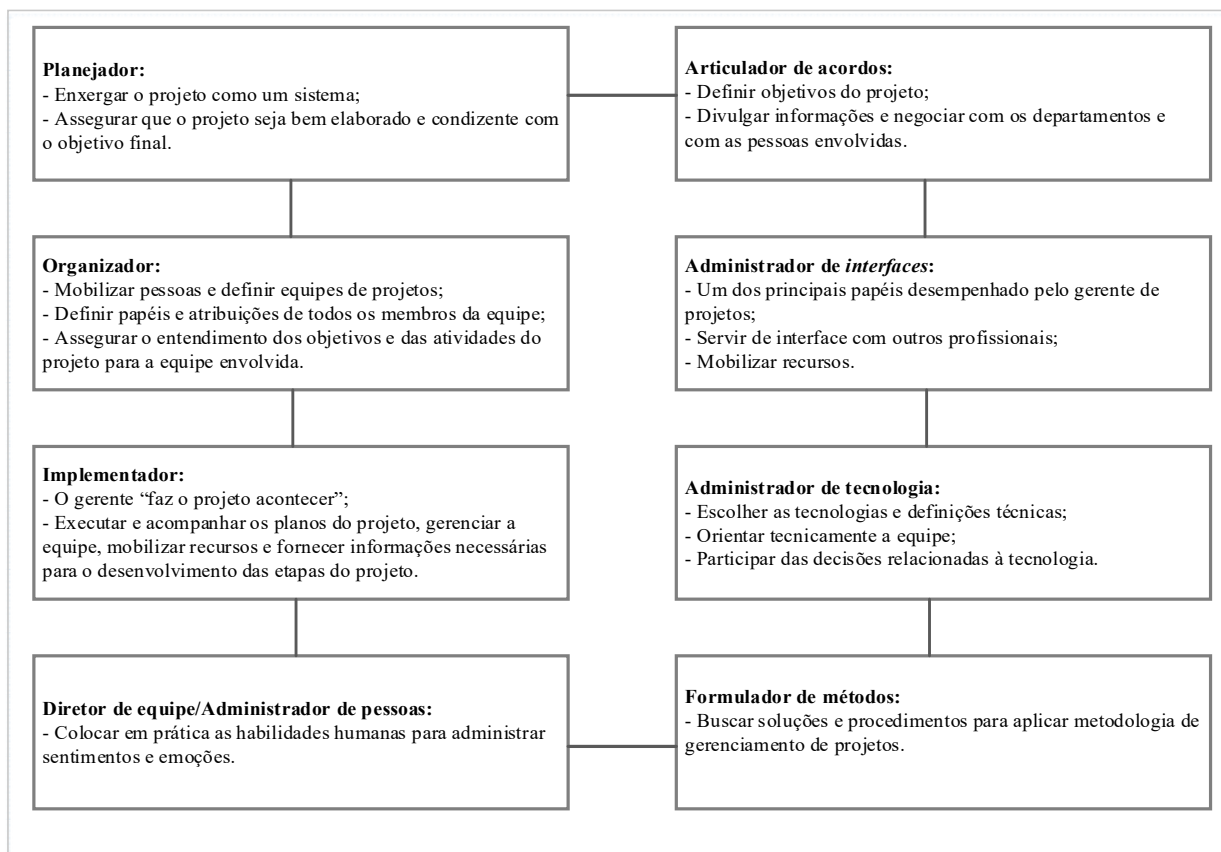 Planejador:
- Enxergar o projeto como um sistema;
- Assegurar que o projeto seja bem elaborado e condizente com
o objetivo final.
Articulador de acordos:
- Definir objetivos do projeto;
- Divulgar informações e negociar com os departamentos e
com as pessoas envolvidas.
Organizador:
- Mobilizar pessoas e definir equipes de projetos;
- Definir papéis e atribuições de todos os membros da equipe;
- Assegurar o entendimento dos objetivos e das atividades do
projeto para a equipe envolvida.
Administrador de interfaces:
- Um dos principais papéis desempenhado pelo gerente de
projetos;
- Servir de interface com outros profissionais;
- Mobilizar recursos.
Implementador:
- O gerente “faz o projeto acontecer”;
- Executar e acompanhar os planos do projeto, gerenciar a
equipe, mobilizar recursos e fornecer informações necessárias
para o desenvolvimento das etapas do projeto.
Administrador de tecnologia:
- Escolher as tecnologias e definições técnicas;
- Orientar tecnicamente a equipe;
- Participar das decisões relacionadas à tecnologia.
Diretor de equipe/Administrador de pessoas:
- Colocar em prática as habilidades humanas para administrar
sentimentos e emoções.
Formulador de métodos:
- Buscar soluções e procedimentos para aplicar metodologia de
gerenciamento de projetos.